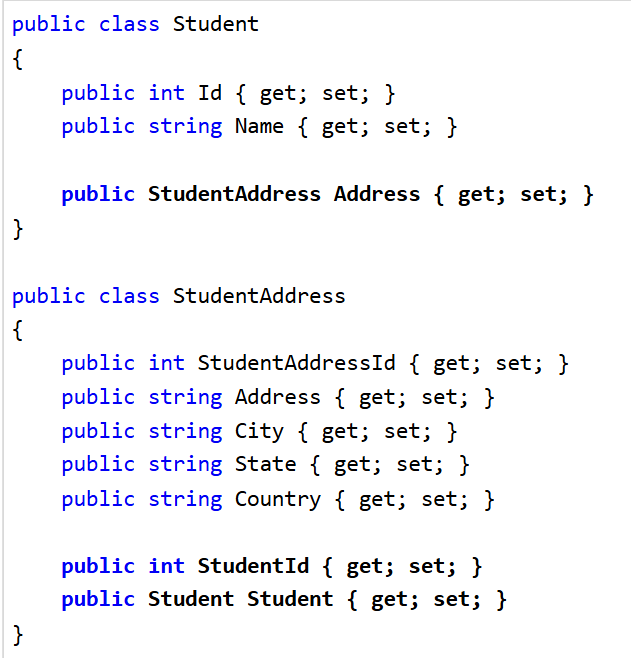 public class Student
{
    public int Id { get; set; }
    public string Name { get; set; }

    public StudentAddress Address { get; set; }
}

public class StudentAddress
{
    public int StudentAddressId { get; set; }
    public string Address { get; set; }
    public string City { get; set; }
    public string State { get; set; }
    public string Country { get; set; }

    public int StudentId { get; set; }
    public Student Student { get; set; }
}